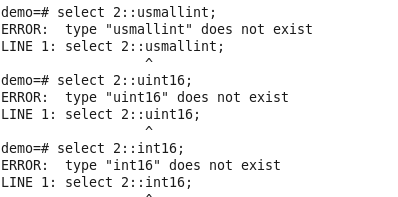 demo=# select 2::usmallint;
ERROR:  type "usmallint" does not exist
LINE 1: select 2::usmallint;
                  ^
demo=# select 2::uint16;
ERROR:  type "uint16" does not exist
LINE 1: select 2::uint16;
                  ^
demo=# select 2::int16;
ERROR:  type "int16" does not exist
LINE 1: select 2::int16;
                  ^